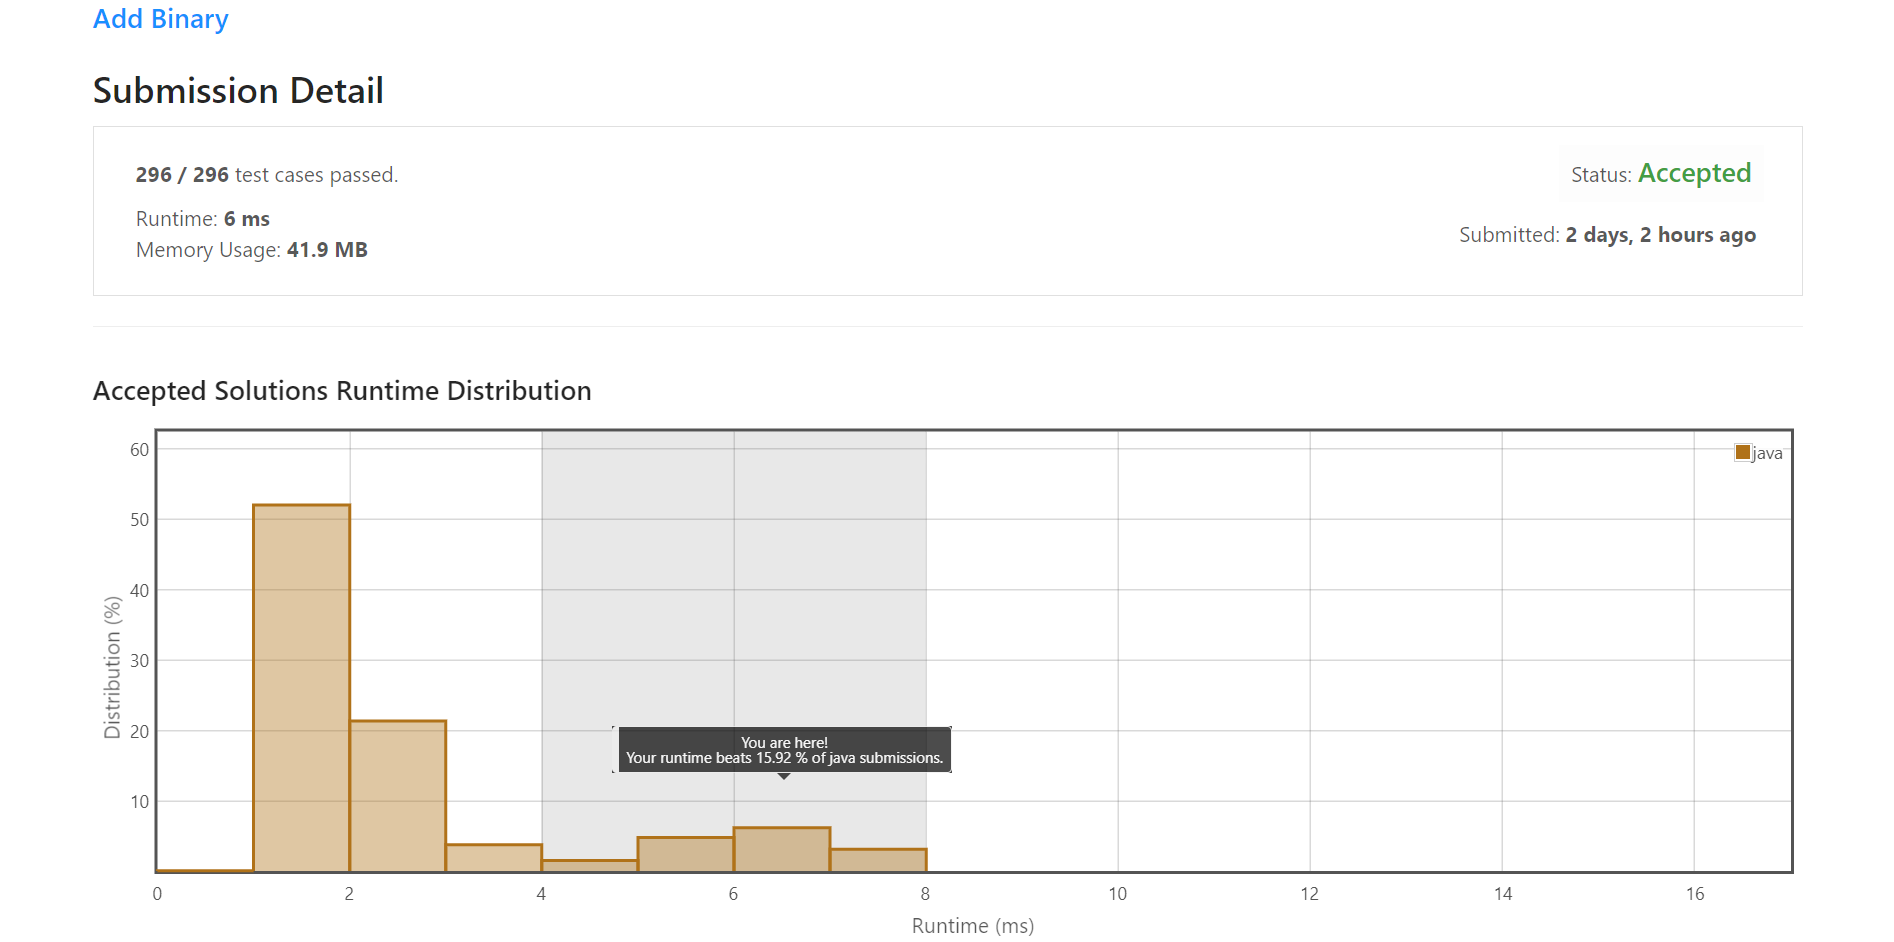 Add Binary
Submission Detail
296 / 296 test cases passed.
Status: Accepted
Runtime: 6 ms
Submitted: 2 days, 2 hours ago
Memory Usage: 41.9 MB
Accepted Solutions Runtime Distribution
60
java
50
40
30
20
10
Distribution (%)
You are here!
Your runtime beats 15.92 % of java submissions.
0 2 4 6 8 10 12 14 16
Runtime (ms)